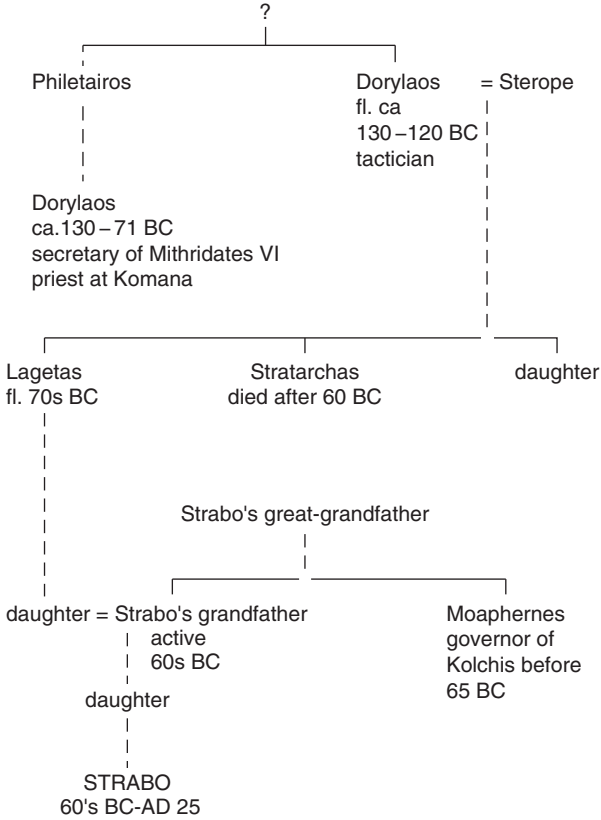 ?
Philetairos
Dorylaos
fl. ca
130–120 BC
tactician
= Sterope
Dorylaos
ca.130–71 BC
secretary of Mithridates VI
priest at Komana
Lagetas
fl. 70s BC
Stratarchas
died after 60 BC
daughter
Strabo's great-grandfather
daughter = Strabo's grandfather
active
60s BC
Moaphernes
governor of
Kolchis before
65 BC
daughter
STRABO
60's BC-AD 25